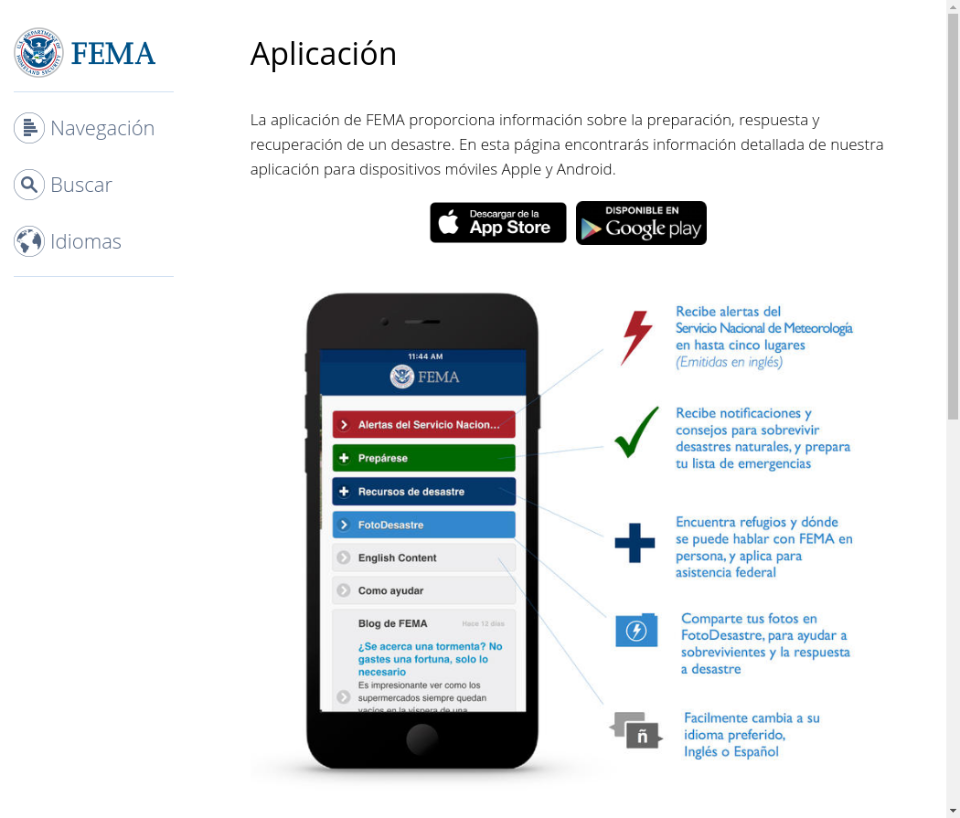 FEMA
Navegación
Buscar
Idiomas
Aplicación
La aplicación de FEMA proporciona información sobre la preparación, respuesta y
recuperación de un desastre. En esta página encontrarás información detallada de nuestra
aplicación para dispositivos móviles Apple y Android.
Descargar de la
App Store
DISPONIBLE EN
Google play
11:44 AM
FEMA
Alertas del Servicio Nacion...
Prepárese
Recursos de desastre
FotoDesastre
English Content
Como ayudar
Blog de FEMA
Hace 12 días
¿Se acerca una tormenta? No
gastes una fortuna, solo lo
necesario
Es impresionante ver como los
supermercados siempre quedan
vacíos en la víspera de una
Recibe alertas del
Servicio Nacional de Meteorología
en hasta cinco lugares
(Emitidas en inglés)
Recibe notificaciones y
consejos para sobrevivir
desastres naturales, y prepara
tu lista de emergencias
Encuentra refugios y dónde
se puede hablar con FEMA en
persona, y aplica para
asistencia federal
Comparte tus fotos en
FotoDesastre, para ayudar a
sobrevivientes y la respuesta
a desastre
ñ
Facilmente cambia a su
idioma preferido,
Inglés o Español